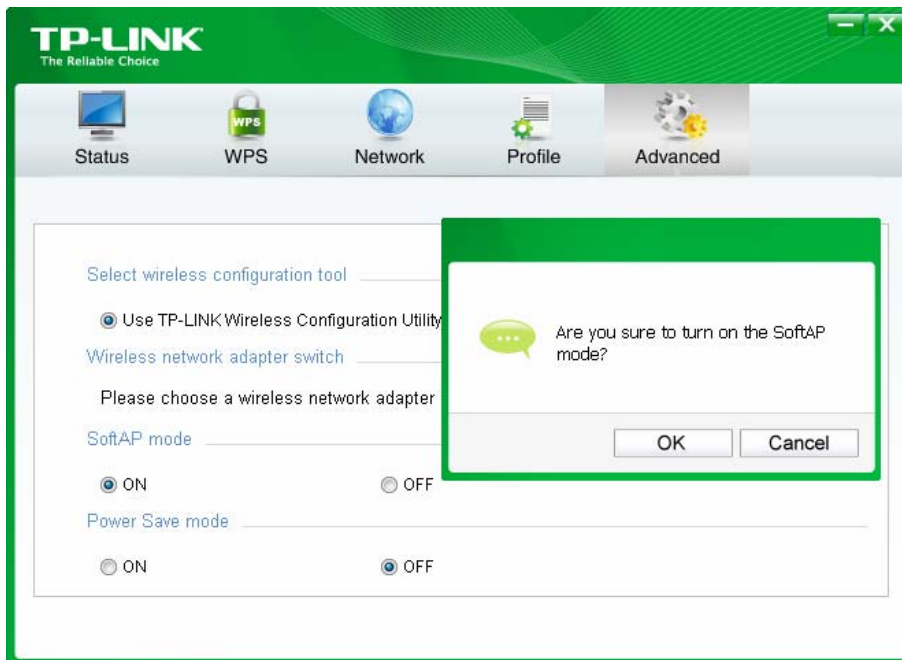 TP-LINK
The Reliable Choice
Status
WPS
WPS
Network
Profile
Advanced
Select wireless configuration tool
Use TP-LINK Wireless Configuration Utility
Wireless network adapter switch
Please choose a wireless network adapter
SoftAP mode
ON
OFF
Power Save mode
ON
OFF
Are you sure to turn on the SoftAP
mode?
OK
Cancel